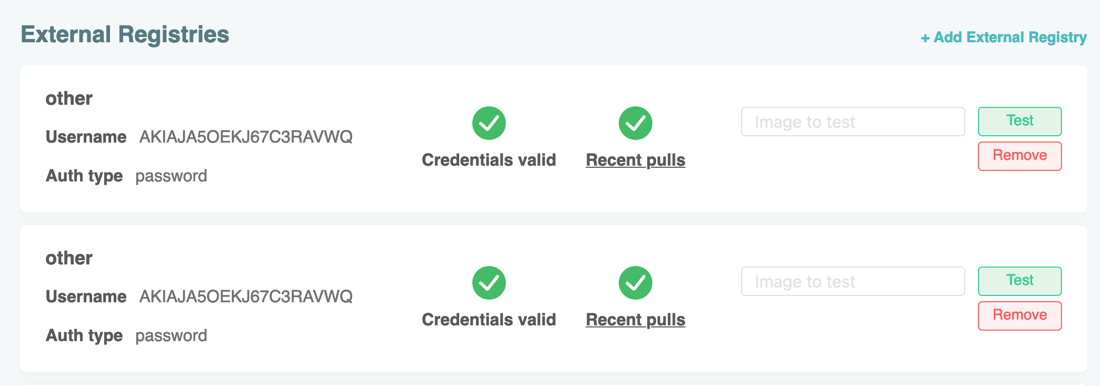 External Registries
+ Add External Registry
other
Username AKIAJA5OEKJ67C3RAVWQ
Auth type password
Credentials valid
Recent pulls
Image to test
Test
Remove
other
Username AKIAJA5OEKJ67C3RAVWQ
Auth type password
Credentials valid
Recent pulls
Image to test
Test
Remove